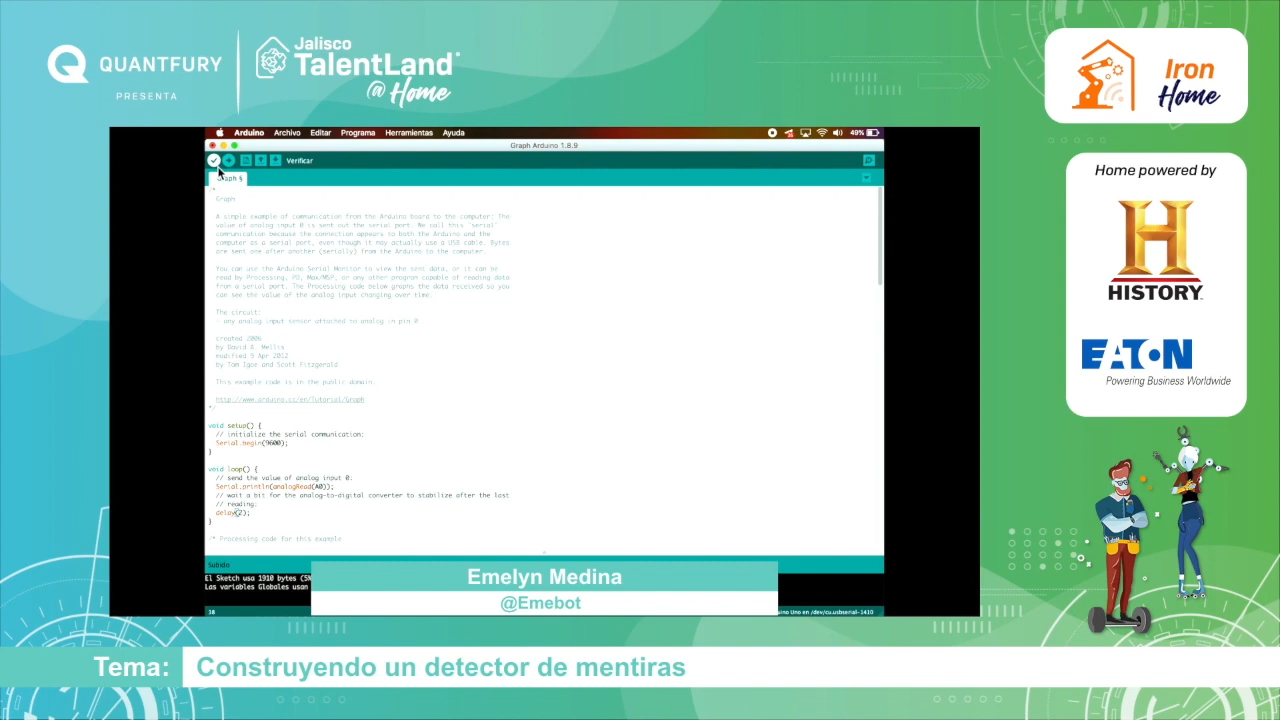 QUANTFURY
PRESENTA
Jalisco
TalentLand
@Home
Iron
Home
Home powered by
H
HISTORY
EATON
Powering Business Worldwide
Arduino Archivo Editar Programa Herramientas Ayuda
49%
Graph Arduino 1.8.9
Verificar
Graph §
/*
Graph
A simple example of communication from the Arduino board to the computer: The
value of analog input 0 is sent out the serial port. We call this "serial"
communication because the connection appears to both the Arduino and the
computer as a serial port, even though it may actually use a USB cable. Bytes
are sent one after another (serially) from the Arduino to the computer.
You can use the Arduino Serial Monitor to view the sent data, or it can be
read by Processing, PD, Max/MSP, or any other program capable of reading data
from a serial port. The Processing code below graphs the data received so you
can see the value of the analog input changing over time.
The circuit:
- any analog input sensor attached to analog in pin 0
created 2006
by David A. Mellis
modified 9 Apr 2012
by Tom Igoe and Scott Fitzgerald
This example code is in the public domain.
http://www.arduino.cc/en/Tutorial/Graph
*/
void setup() {
// initialize the serial communication:
Serial.begin(9600);
}
void loop() {
// send the value of analog input 0:
Serial.println(analogRead(A0));
// wait a bit for the analog-to-digital converter to stabilize after the last
// reading:
delay(2);
}
/* Processing code for this example
Subido
El Sketch usa 1910 bytes (5%
Las variables Globales usan
38
ino Uno en /dev/cu.usbserial-1410
Emelyn Medina
@Emebot
Tema: Construyendo un detector de mentiras